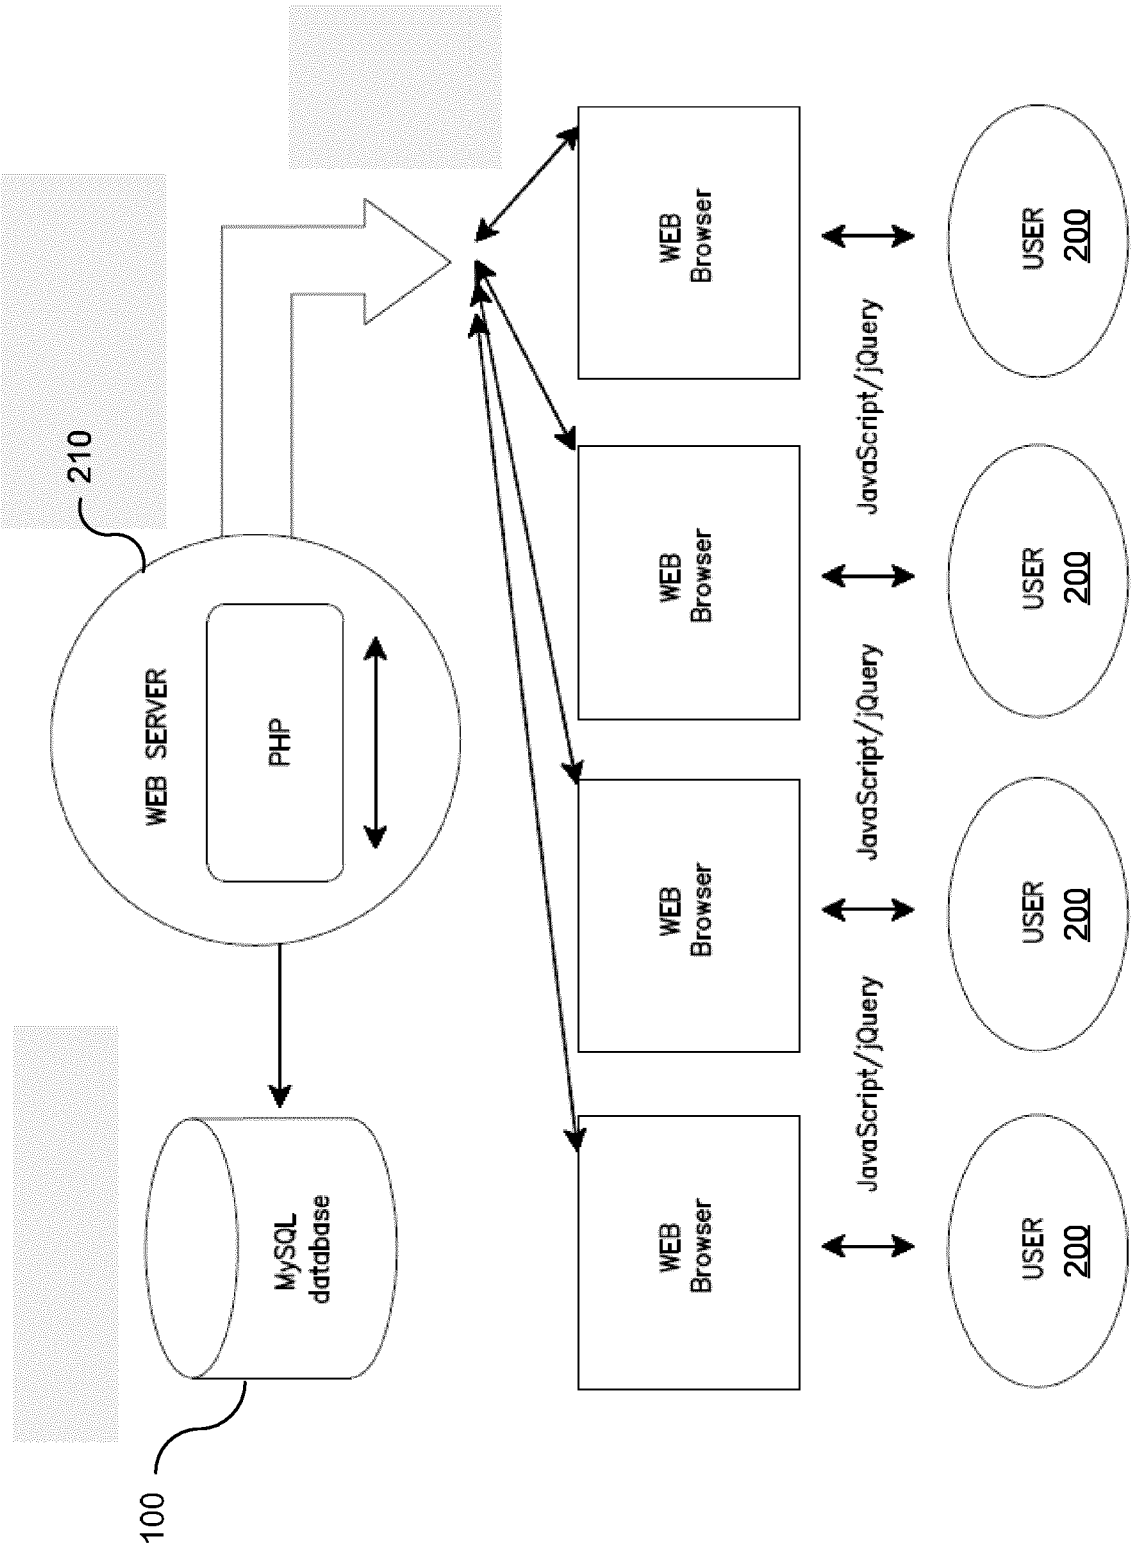 100
MySQL
database
WEB SERVER
PHP
210
WEB
Browser
WEB
Browser
WEB
Browser
WEB
Browser
JavaScript/jQuery
JavaScript/jQuery
JavaScript/jQuery
USER
200
USER
200
USER
200
USER
200